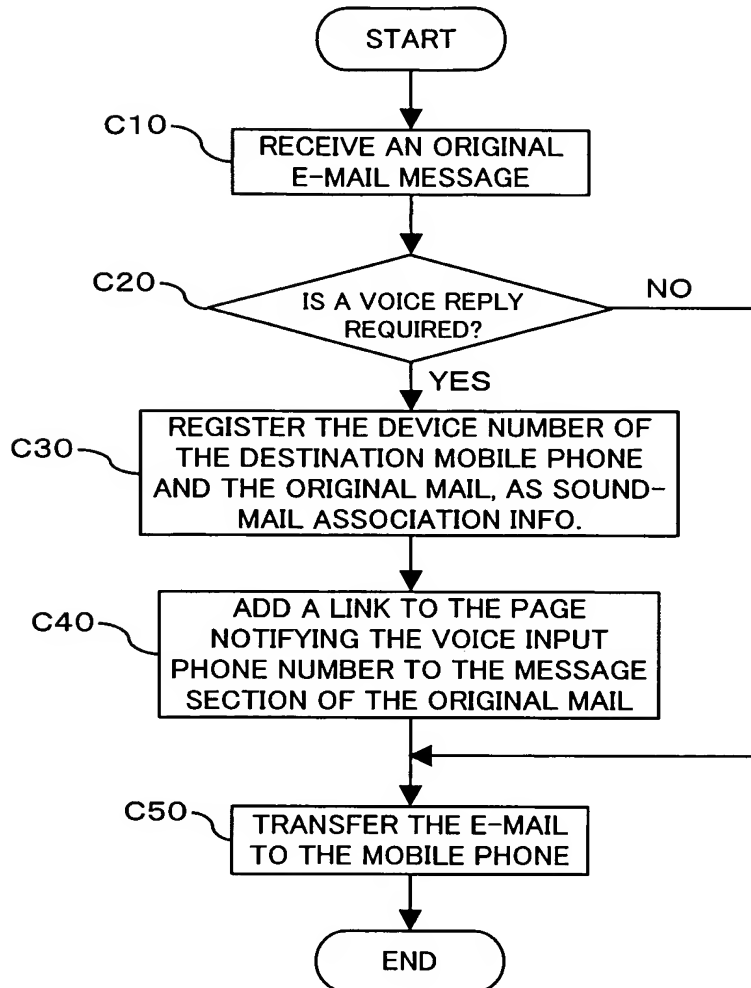 START
C10
RECEIVE AN ORIGINAL
E-MAIL MESSAGE
C20
IS A VOICE REPLY
REQUIRED?
NO
YES
C30
REGISTER THE DEVICE NUMBER OF
THE DESTINATION MOBILE PHONE
AND THE ORIGINAL MAIL, AS SOUND-
MAIL ASSOCIATION INFO.
C40
ADD A LINK TO THE PAGE
NOTIFYING THE VOICE INPUT
PHONE NUMBER TO THE MESSAGE
SECTION OF THE ORIGINAL MAIL
C50
TRANSFER THE E-MAIL
TO THE MOBILE PHONE
END